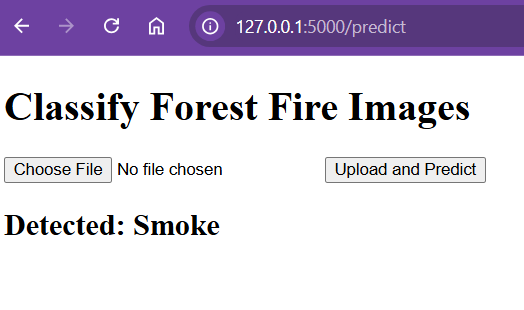 127.0.0.1:5000/predict
Classify Forest Fire Images
Choose File No file chosen Upload and Predict
Detected: Smoke